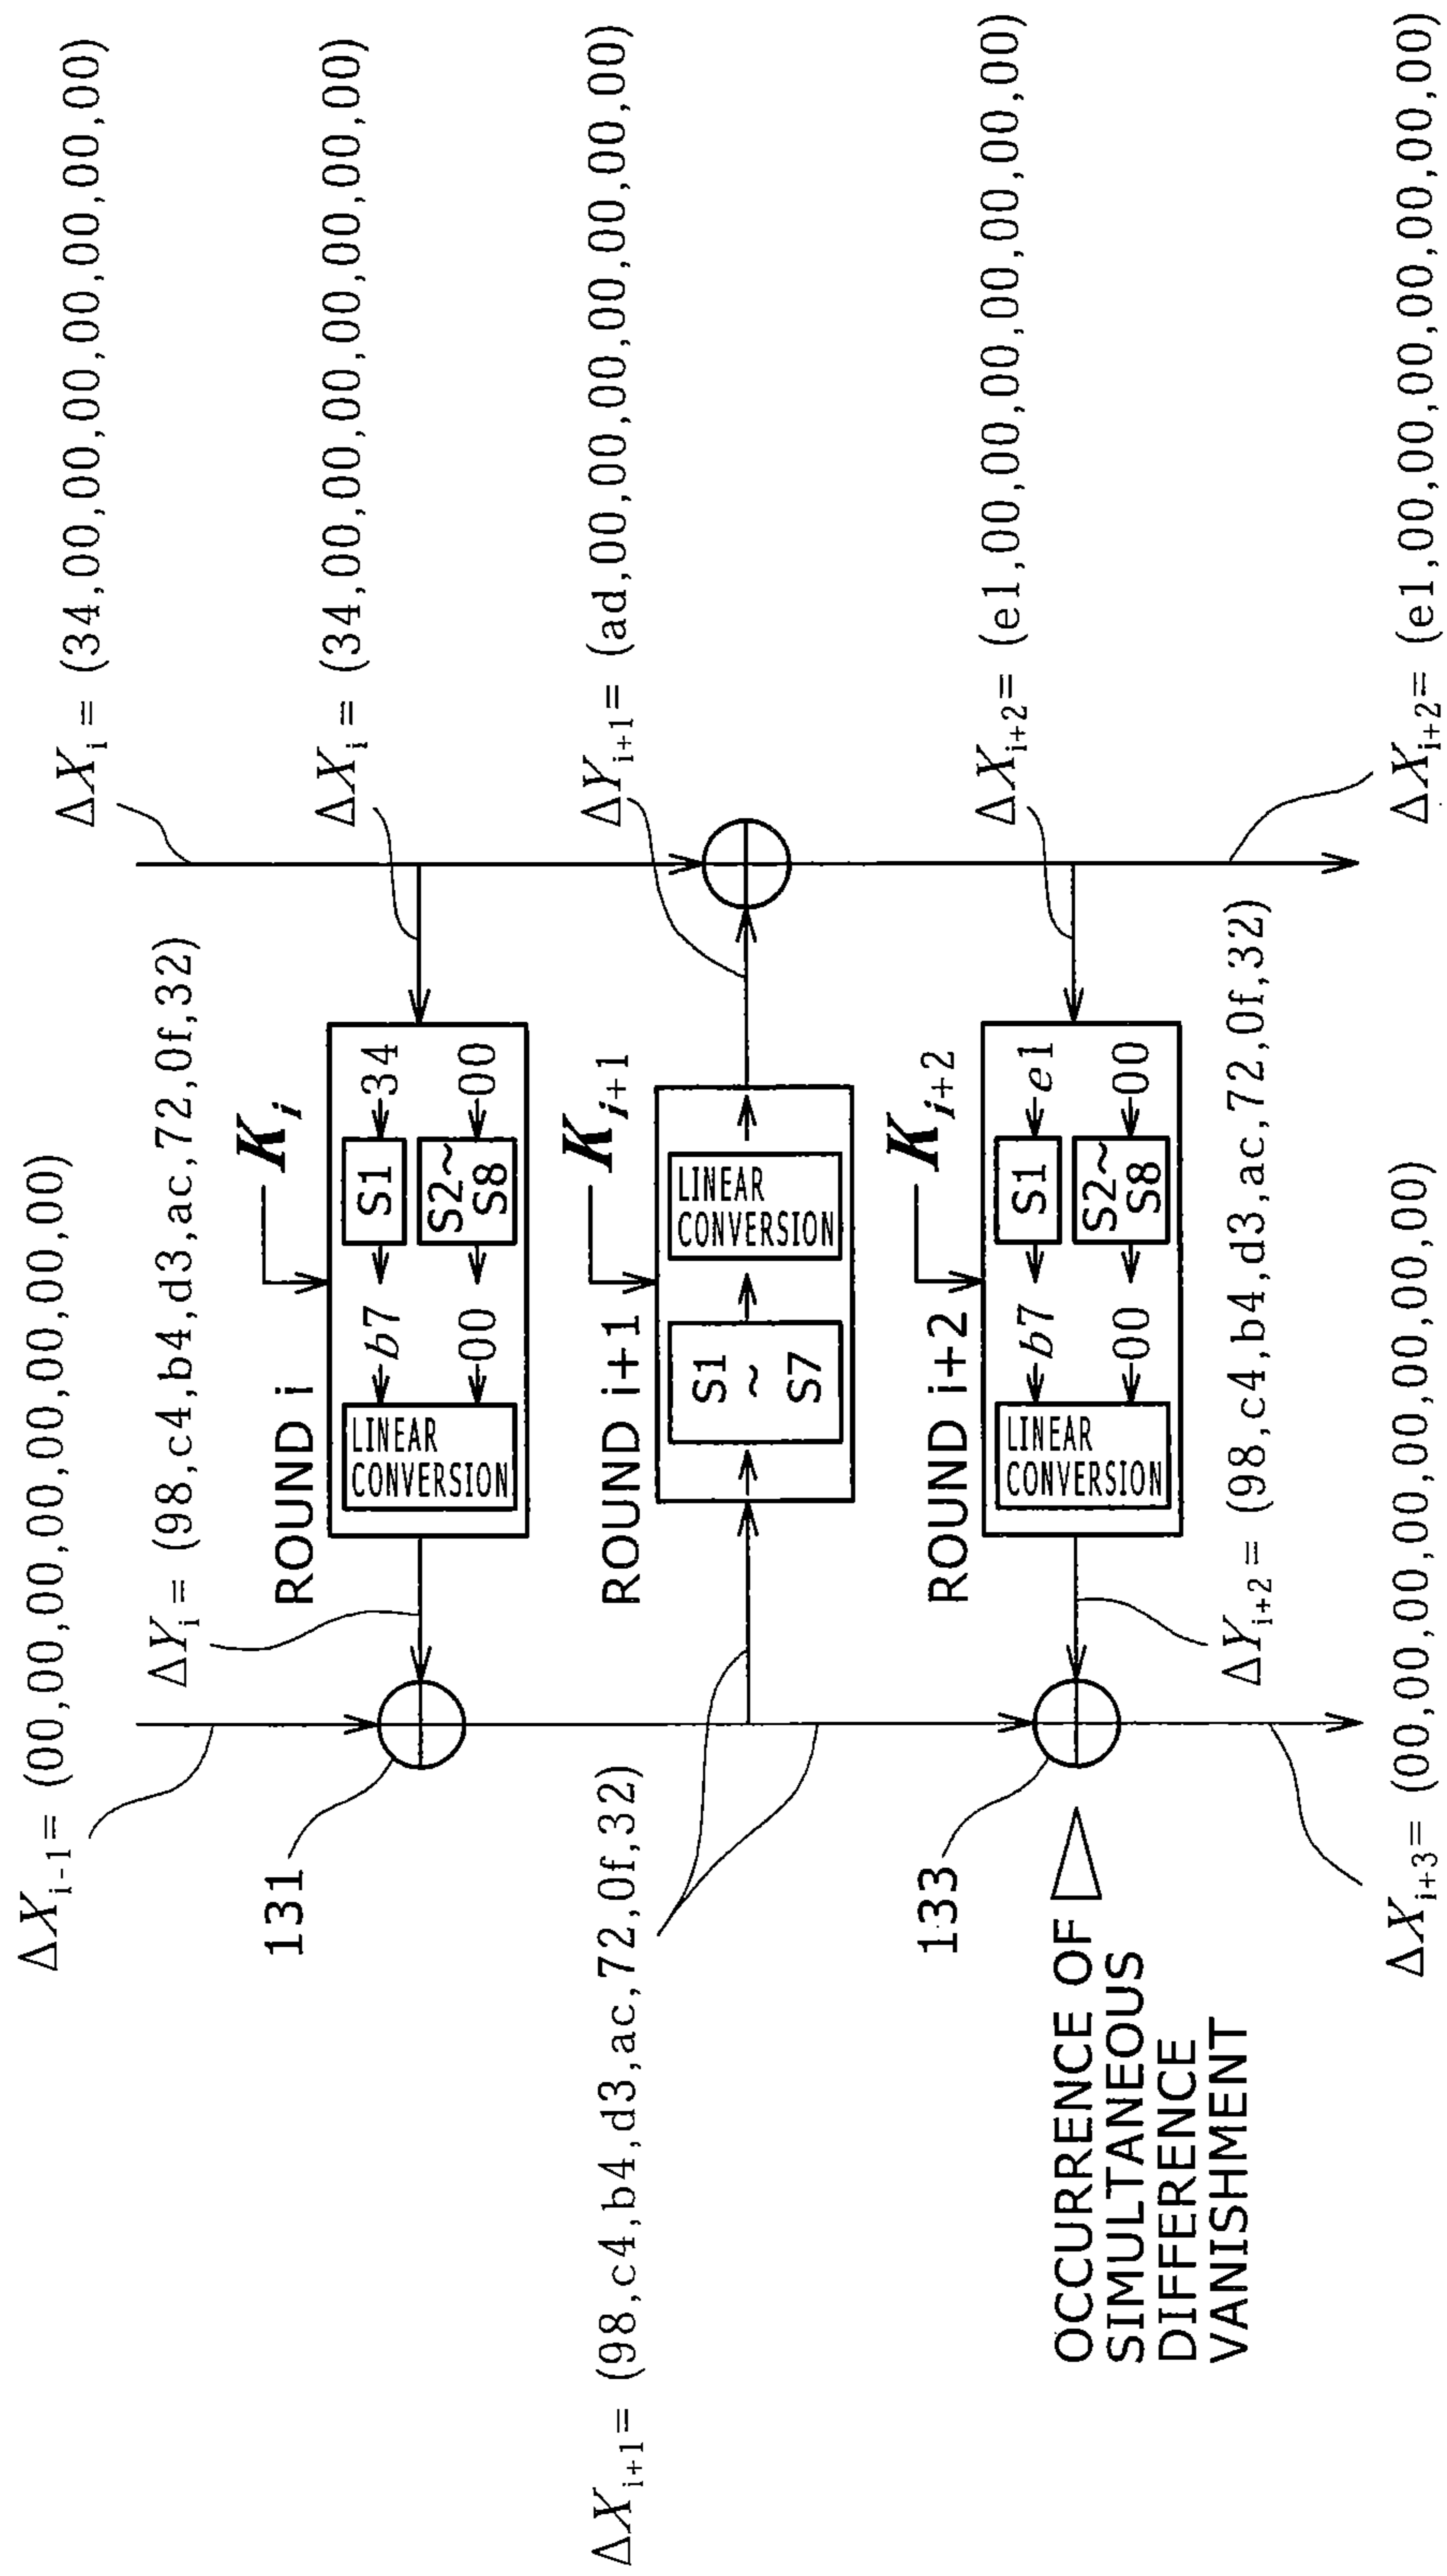 ΔX_{i-1}= (00,00,00,00,00,00,00,00)
ΔX_i= (34,00,00,00,00,00,00,00)
ΔY_i= (98,c4,b4,d3,ac,72,0f,32)
131
ROUND i
K_i
LINEAR
CONVERSION
b7
S1
34
00
S2~
S8
00
ΔX_i= (34,00,00,00,00,00,00,00)
ΔX_{i+1}= (98,c4,b4,d3,ac,72,0f,32)
ROUND i+1
K_{i+1}
S1
~
S7
LINEAR
CONVERSION
ΔY_{i+1}= (ad,00,00,00,00,00,00,00)
133
ROUND i+2
K_{i+2}
LINEAR
CONVERSION
b7
S1
e1
00
S2~
S8
00
ΔX_{i+2}= (e1,00,00,00,00,00,00,00)
OCCURRENCE OF
SIMULTANEOUS
DIFFERENCE
VANISHMENT
ΔY_{i+2}= (98,c4,b4,d3,ac,72,0f,32)
ΔX_{i+3}= (00,00,00,00,00,00,00,00)
ΔX_{i+2}= (e1,00,00,00,00,00,00,00)